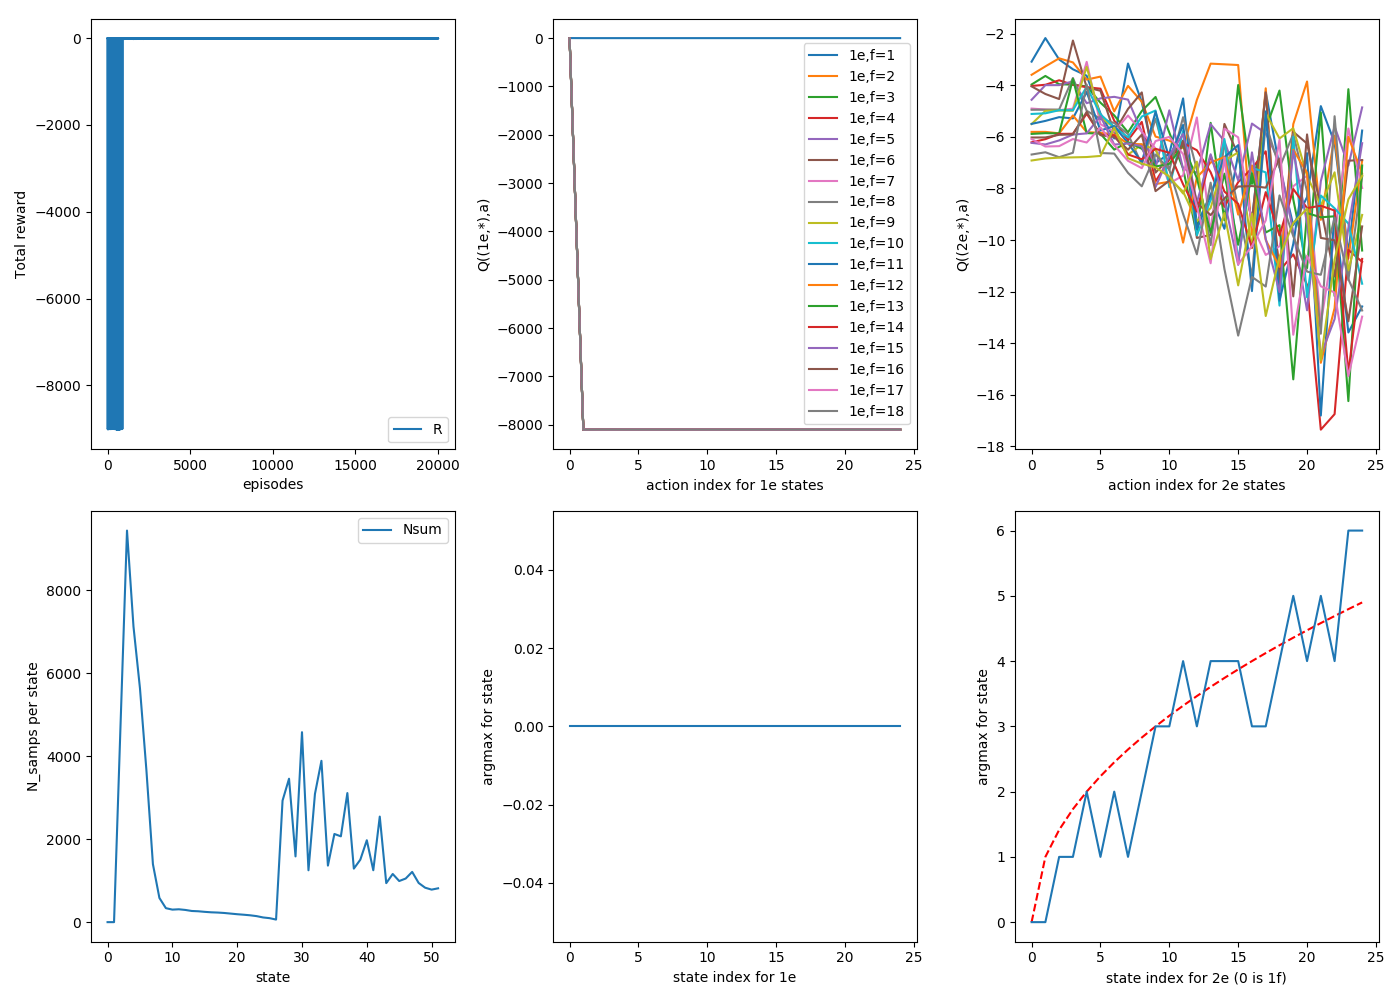 Total reward
0
−2000
−4000
−6000
−8000
R
0
5000
10000
15000
20000
episodes
Q((1e,*),a)
0
−1000
−2000
−3000
−4000
−5000
−6000
−7000
−8000
1e,f=1
1e,f=2
1e,f=3
1e,f=4
1e,f=5
1e,f=6
1e,f=7
1e,f=8
1e,f=9
1e,f=10
1e,f=11
1e,f=12
1e,f=13
1e,f=14
1e,f=15
1e,f=16
1e,f=17
1e,f=18
0
5
10
15
20
25
action index for 1e states
Q((2e,*),a)
−2
−4
−6
−8
−10
−12
−14
−16
−18
0
5
10
15
20
25
action index for 2e states
N_samps per state
8000
6000
4000
2000
0
Nsum
0
10
20
30
40
50
state
argmax for state
0.04
0.02
0.00
−0.02
−0.04
0
5
10
15
20
25
state index for 1e
argmax for state
6
5
4
3
2
1
0
0
5
10
15
20
25
state index for 2e (0 is 1f)